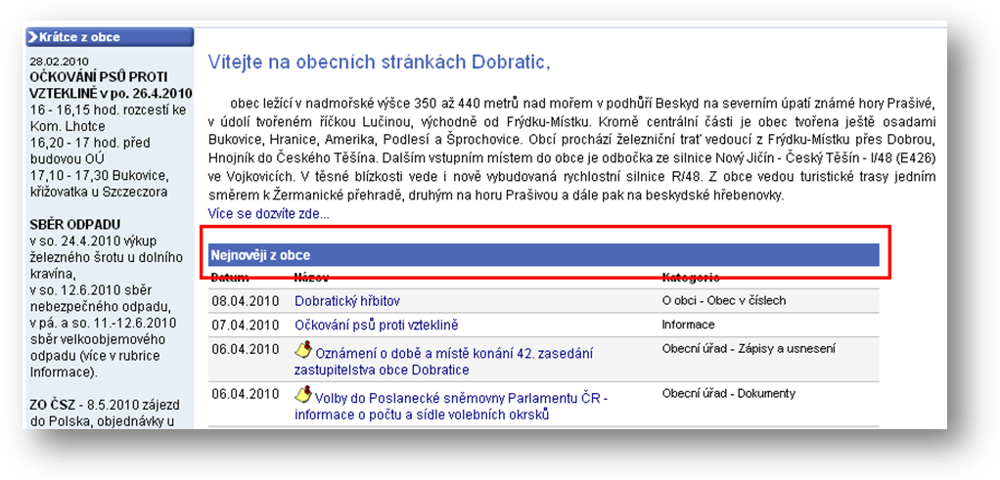 Krátce z obce
28.02.2010
OČKOVÁNÍ PSŮ PROTI
VZTEKLINĚ v po. 26.4.2010
16 - 16,15 hod. rozcestí ke
Kom. Lhotce
16,20 - 17 hod. před
budovou OÚ
17,10 - 17,30 Bukovice,
křižovatka u Szczeczora
SBĚR ODPADU
v so. 24.4.2010 výkup
železného šrotu u dolního
kravína,
v so. 12.6.2010 sběr
nebezpečného odpadu,
v pá. a so. 11.-12.6.2010
sběr velkoobjemového
odpadu (více v rubrice
Informace).
ZO ČSZ - 8.5.2010 zájezd
do Polska, objednávky u
Vítejte na obecních stránkách Dobratic,
obec ležící v nadmořské výšce 350 až 440 metrů nad mořem v podhůří Beskyd na severním úpatí známé hory Prašivé,
v údolí tvořeném říčkou Lučinou, východně od Frýdku-Místku. Kromě centrální části je obec tvořena ještě osadami
Bukovice, Hranice, Amerika, Podlesí a Šprochovice. Obcí prochází železniční trať vedoucí z Frýdku-Místku přes Dobrou,
Hnojník do Českého Těšína. Dalším vstupním místem do obce je odbočka ze silnice Nový Jičín - Český Těšín - I/48 (E426)
ve Vojkovicích. V těsné blízkosti vede i nově vybudovaná rychlostní silnice R/48. Z obce vedou turistické trasy jedním
směrem k Žermanické přehradě, druhým na horu Prašivou a dále pak na beskydské hřebenovky.
Více se dozvíte zde...
Nejnověji z obce
Datum Název Kategorie
08.04.2010 Dobratický hřbitov O obci - Obec v číslech
07.04.2010 Očkování psů proti vzteklině Informace
06.04.2010 Oznámení o době a místě konání 42. zasedání Obecní úřad - Zápisy a usnesení
zastupitelstva obce Dobratice
06.04.2010 Volby do Poslanecké sněmovny Parlamentu ČR - Obecní úřad - Dokumenty
informace o počtu a sídle volebních okrsků